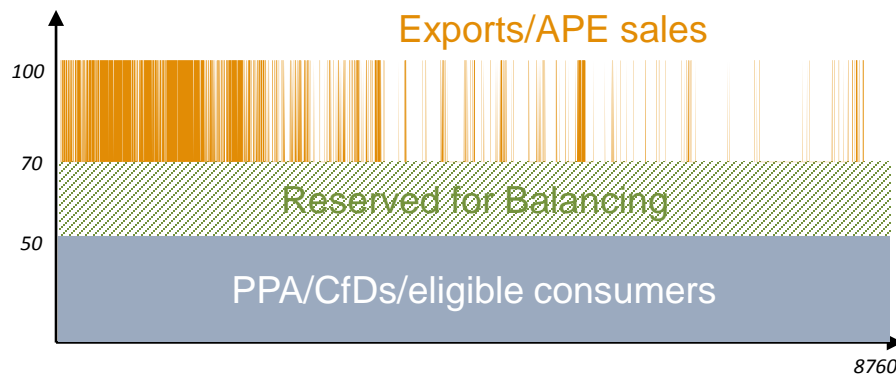 Exports/APE sales
100
70
Reserved for Balancing
50
PPA/CfDs/eligible consumers
8760